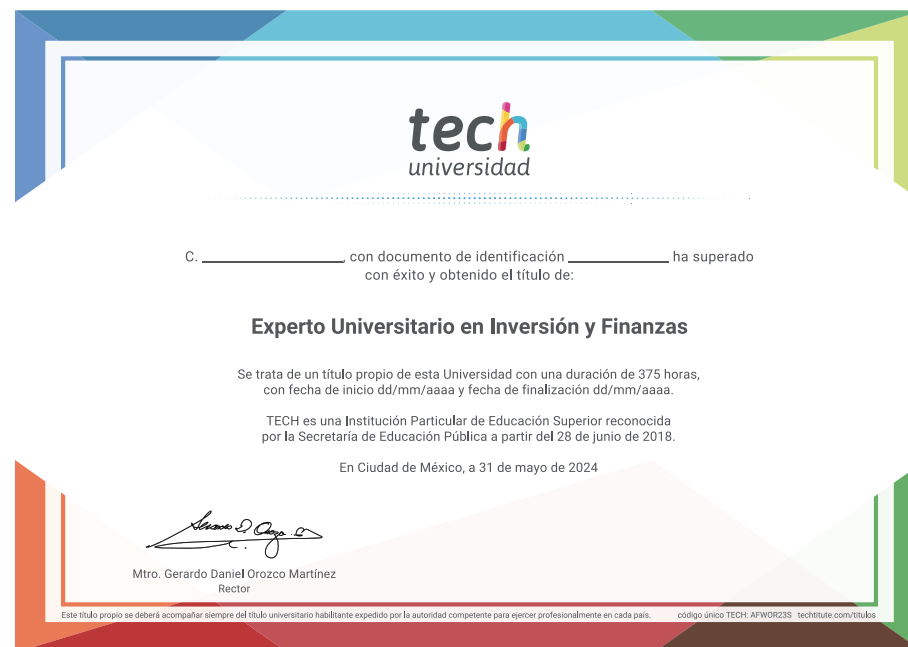 tech
universidad
C. ____________, con documento de identificación ____________ ha superado
con éxito y obtenido el título de:
Experto Universitario en Inversión y Finanzas
Se trata de un título propio de esta Universidad con una duración de 375 horas,
con fecha de inicio dd/mm/aaaa y fecha de finalización dd/mm/aaaa.
TECH es una Institución Particular de Educación Superior reconocida
por la Secretaría de Educación Pública a partir del 28 de junio de 2018.
En Ciudad de México, a 31 de mayo de 2024
Mtro. Gerardo Daniel Orozco Martínez
Rector
Este título propio se deberá acompañar siempre del título universitario habilitante expedido por la autoridad competente para ejercer profesionalmente en cada país. código único TECH: AFWOR23S techtitute.com/titulos